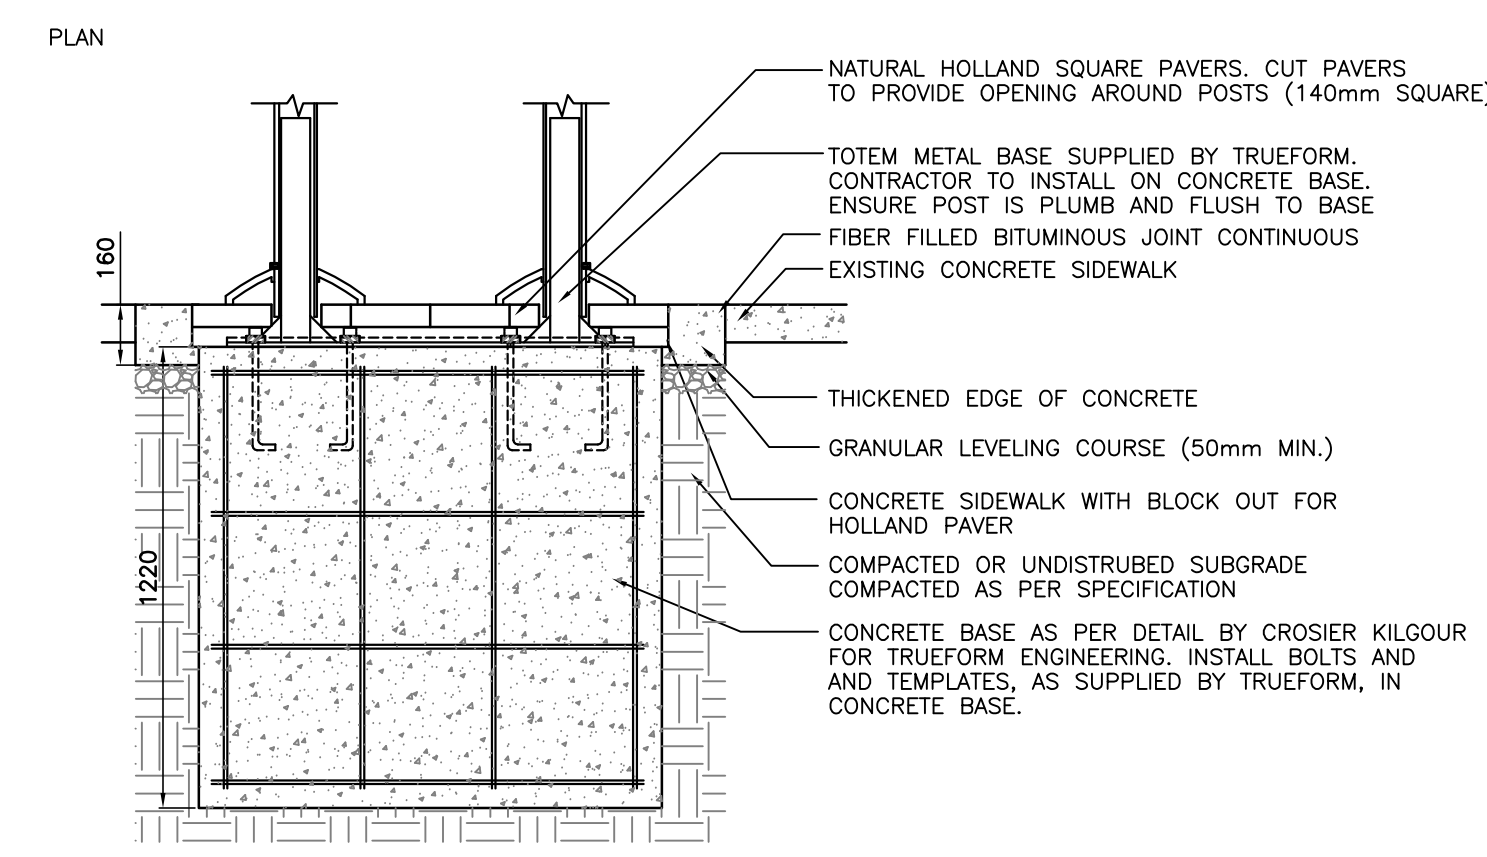 PLAN
NATURAL HOLLAND SQUARE PAVERS. CUT PAVERS
TO PROVIDE OPENING AROUND POSTS (140mm SQUARE)
TOTEM METAL BASE SUPPLIED BY TRUEFORM.
CONTRACTOR TO INSTALL ON CONCRETE BASE.
ENSURE POST IS PLUMB AND FLUSH TO BASE
FIBER FILLED BITUMINOUS JOINT CONTINUOUS
EXISTING CONCRETE SIDEWALK
160
THICKENED EDGE OF CONCRETE
GRANULAR LEVELING COURSE (50mm MIN.)
CONCRETE SIDEWALK WITH BLOCK OUT FOR
HOLLAND PAVER
1220
COMPACTED OR UNDISTRUBED SUBGRADE
COMPACTED AS PER SPECIFICATION
CONCRETE BASE AS PER DETAIL BY CROSIER KILGOUR
FOR TRUEFORM ENGINEERING. INSTALL BOLTS AND
AND TEMPLATES, AS SUPPLIED BY TRUEFORM, IN
CONCRETE BASE.